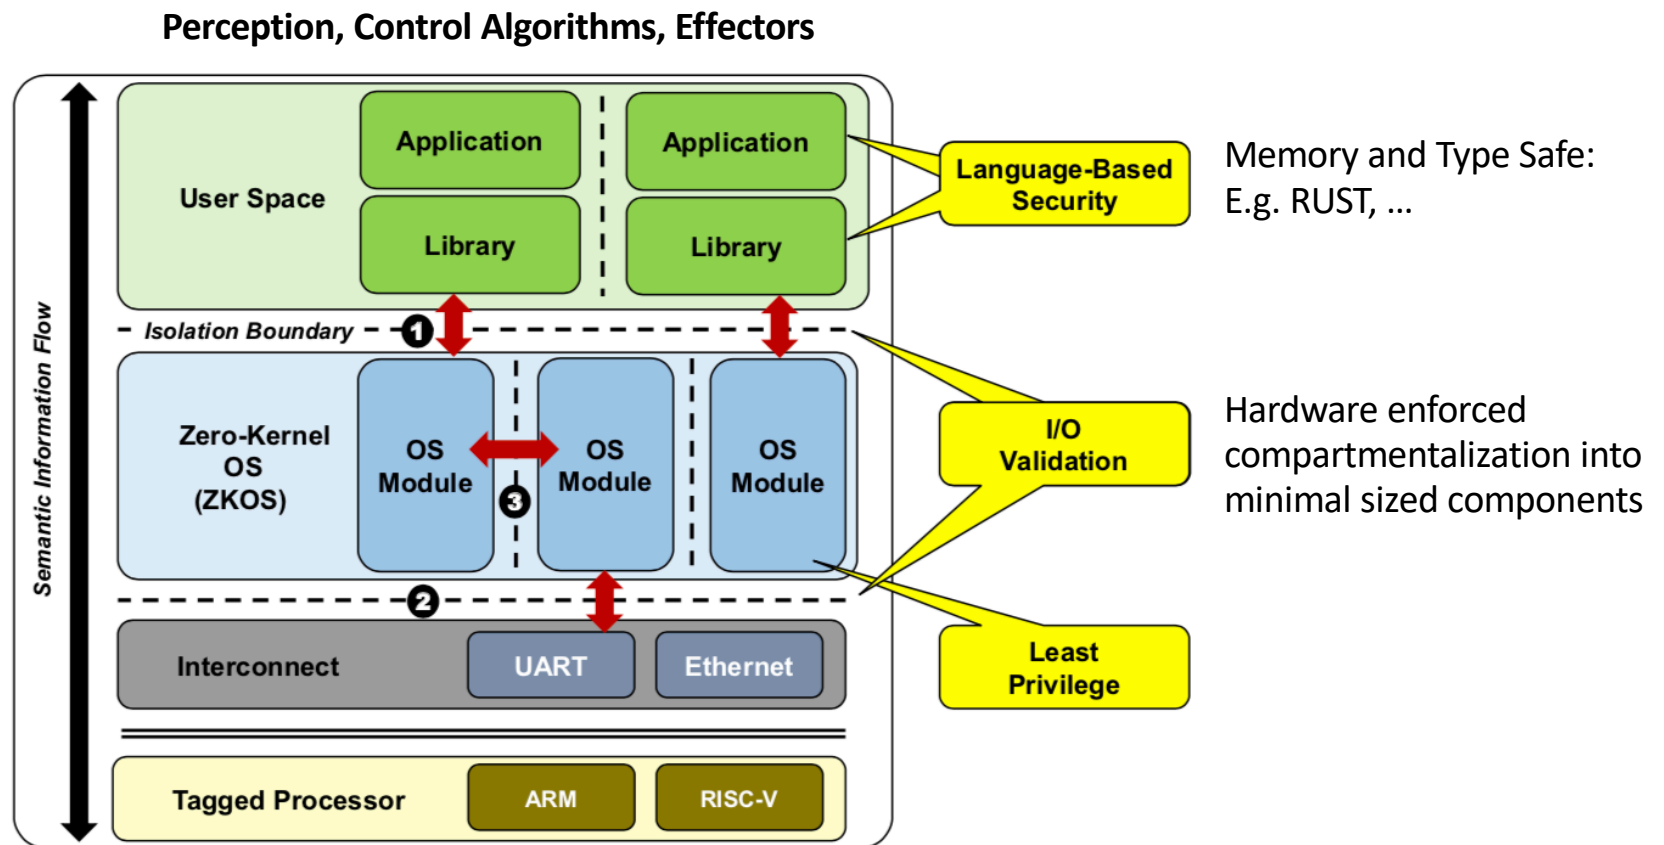 Perception, Control Algorithms, Effectors
Semantic Information Flow
User Space
Application
Application
Library
Library
Language-Based
Security
Memory and Type Safe:
E.g. RUST, ...
Isolation Boundary
1
Zero-Kernel
OS
(ZKOS)
OS
Module
OS
Module
OS
Module
3
I/O
Validation
Hardware enforced
compartmentalization into
minimal sized components
2
Interconnect
UART
Ethernet
Least
Privilege
Tagged Processor
ARM
RISC-V